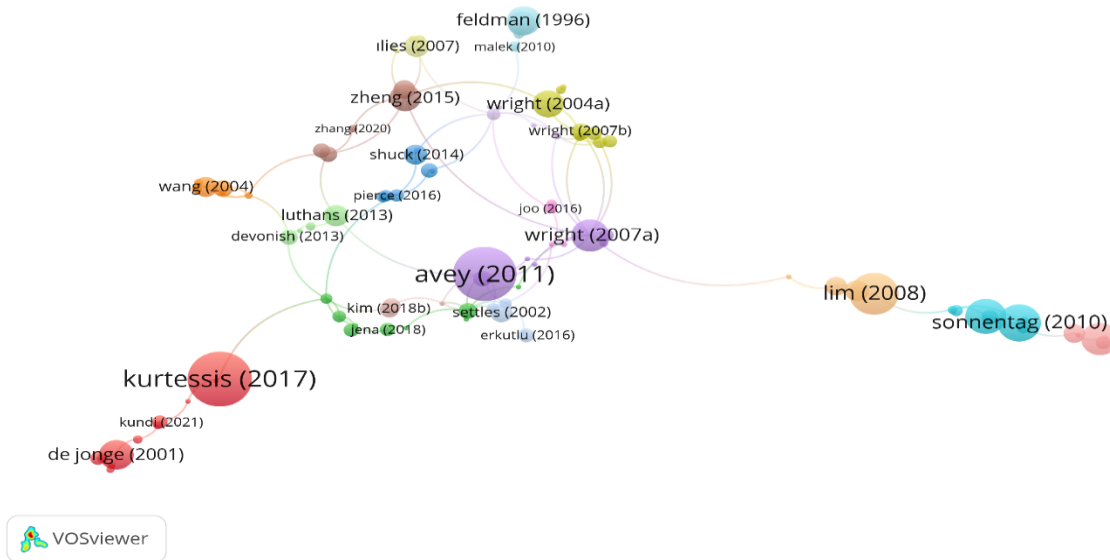 feldman (1996)
ılies (2007)
malek (2010)
zheng (2015)
wright (2004a)
zhang (2020)
wright (2007b)
shuck (2014)
wang (2004)
pierce (2016)
luthans (2013)
joo (2016)
devonish (2013)
wright (2007a)
avey (2011)
lim (2008)
kim (2018b)
settles (2002)
sonnentag (2010)
jena (2018)
erkutlu (2016)
kurtessis (2017)
kundi (2021)
de jonge (2001)
VOSviewer